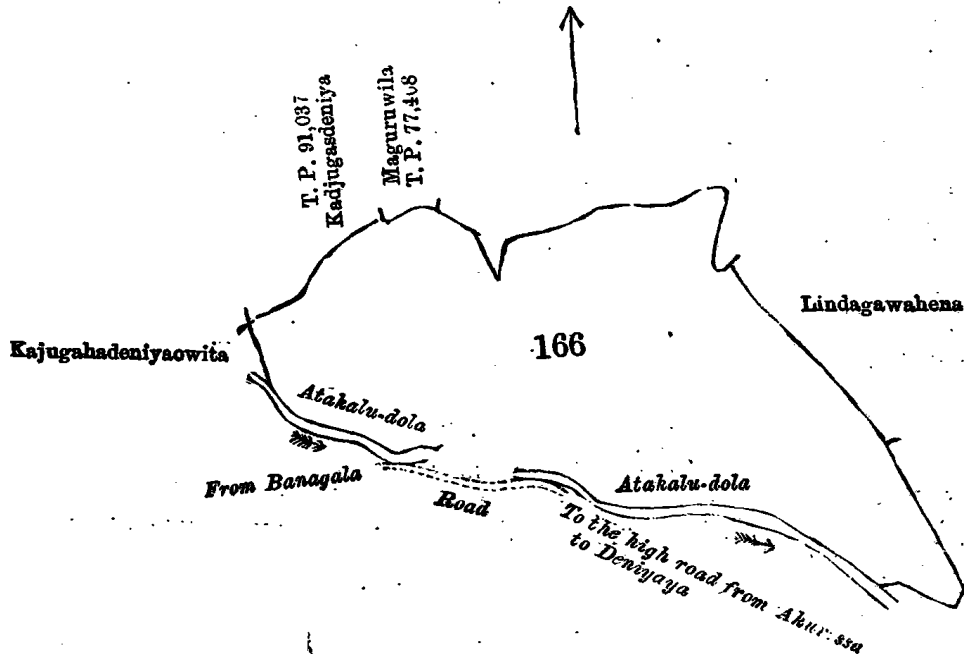 T. P. 91,037
Kadjugasdeniya
Maguruwila
T. P. 77,408
Lindagawahena
166
Kajugahadeniyaowita
Atakalu-dola
From Banagala
Road
Atakalu-dola
To the high road from
to Deniyaya